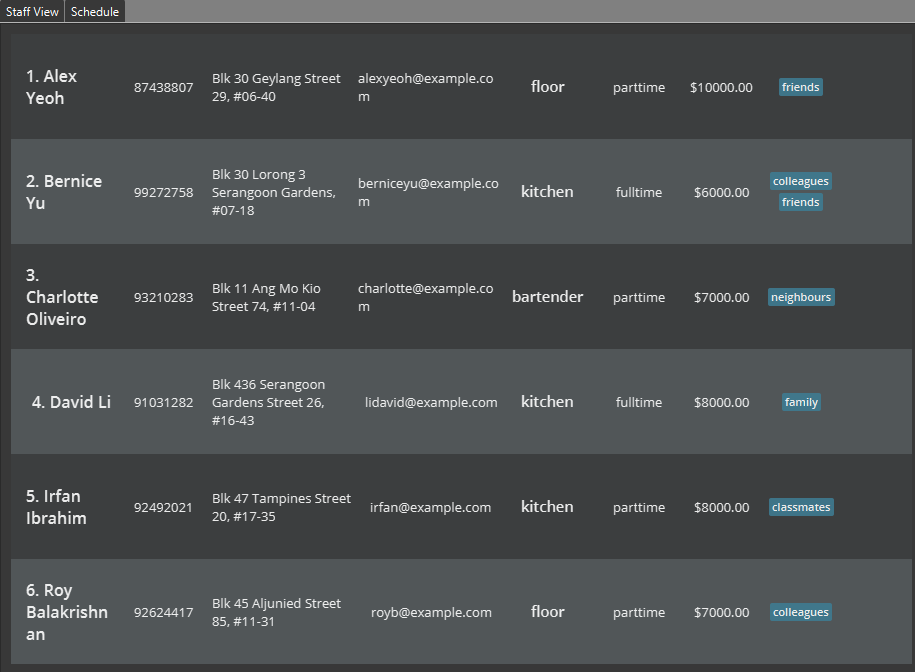 Staff View Schedule
1. Alex
Yeoh
87438807
Blk 30 Geylang Street
29, #06-40
alexyeoh@example.co
m
floor
parttime
$10000.00
friends
2. Bernice
Yu
99272758
Blk 30 Lorong 3
Serangoon Gardens,
#07-18
berniceyu@example.co
m
kitchen
fulltime
$6000.00
colleagues
friends
3.
Charlotte
Oliveiro
93210283
Blk 11 Ang Mo Kio
Street 74, #11-04
charlotte@example.co
m
bartender
parttime
$7000.00
neighbours
4. David Li
91031282
Blk 436 Serangoon
Gardens Street 26,
#16-43
lidavid@example.com
kitchen
fulltime
$8000.00
family
5. Irfan
Ibrahim
92492021
Blk 47 Tampines Street
20, #17-35
irfan@example.com
kitchen
parttime
$8000.00
classmates
6. Roy
Balakrishn
an
92624417
Blk 45 Aljunied Street
85, #11-31
royb@example.com
floor
parttime
$7000.00
colleagues